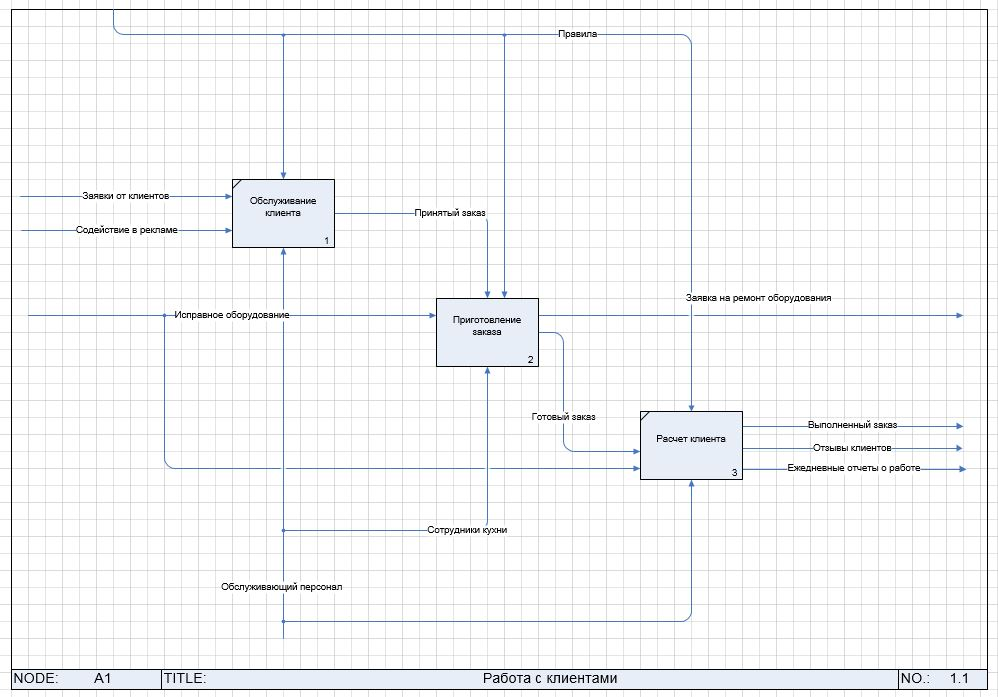 Правила
Заявки от клиентов
Обслуживание
клиента
1
Содействие в рекламе
Принятый заказ
Заявка на ремонт оборудования
Исправное оборудование
Приготовление
заказа
2
Готовый заказ
Расчет клиента
3
Выполненный заказ
Отзывы клиентов
Ежедневные отчеты о работе
Сотрудники кухни
Обслуживающий персонал
NODE: A1 TITLE: Работа с клиентами NO.: 1.1